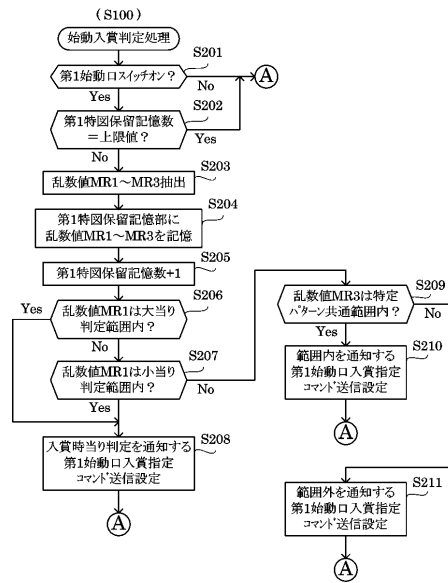 (S100)
始動入賞判定処理
S201
第1始動口スイッチオン？
No
A
Yes
S202
第1特図保留記憶数
＝上限値？
Yes
No
S203
乱数値MR1～MR3抽出
S204
第1特図保留記憶部に
乱数値MR1～MR3を記憶
S205
第1特図保留記憶数+1
S206
乱数値MR1は大当り
判定範囲内？
Yes
No
S207
乱数値MR1は小当り
判定範囲内？
No
Yes
S208
入賞時当り判定を通知する
第1始動口入賞指定
コマンド送信設定
A
S209
乱数値MR3は特定
パターン共通範囲内？
No
Yes
S210
範囲内を通知する
第1始動口入賞指定
コマンド送信設定
A
S211
範囲外を通知する
第1始動口入賞指定
コマンド送信設定
A